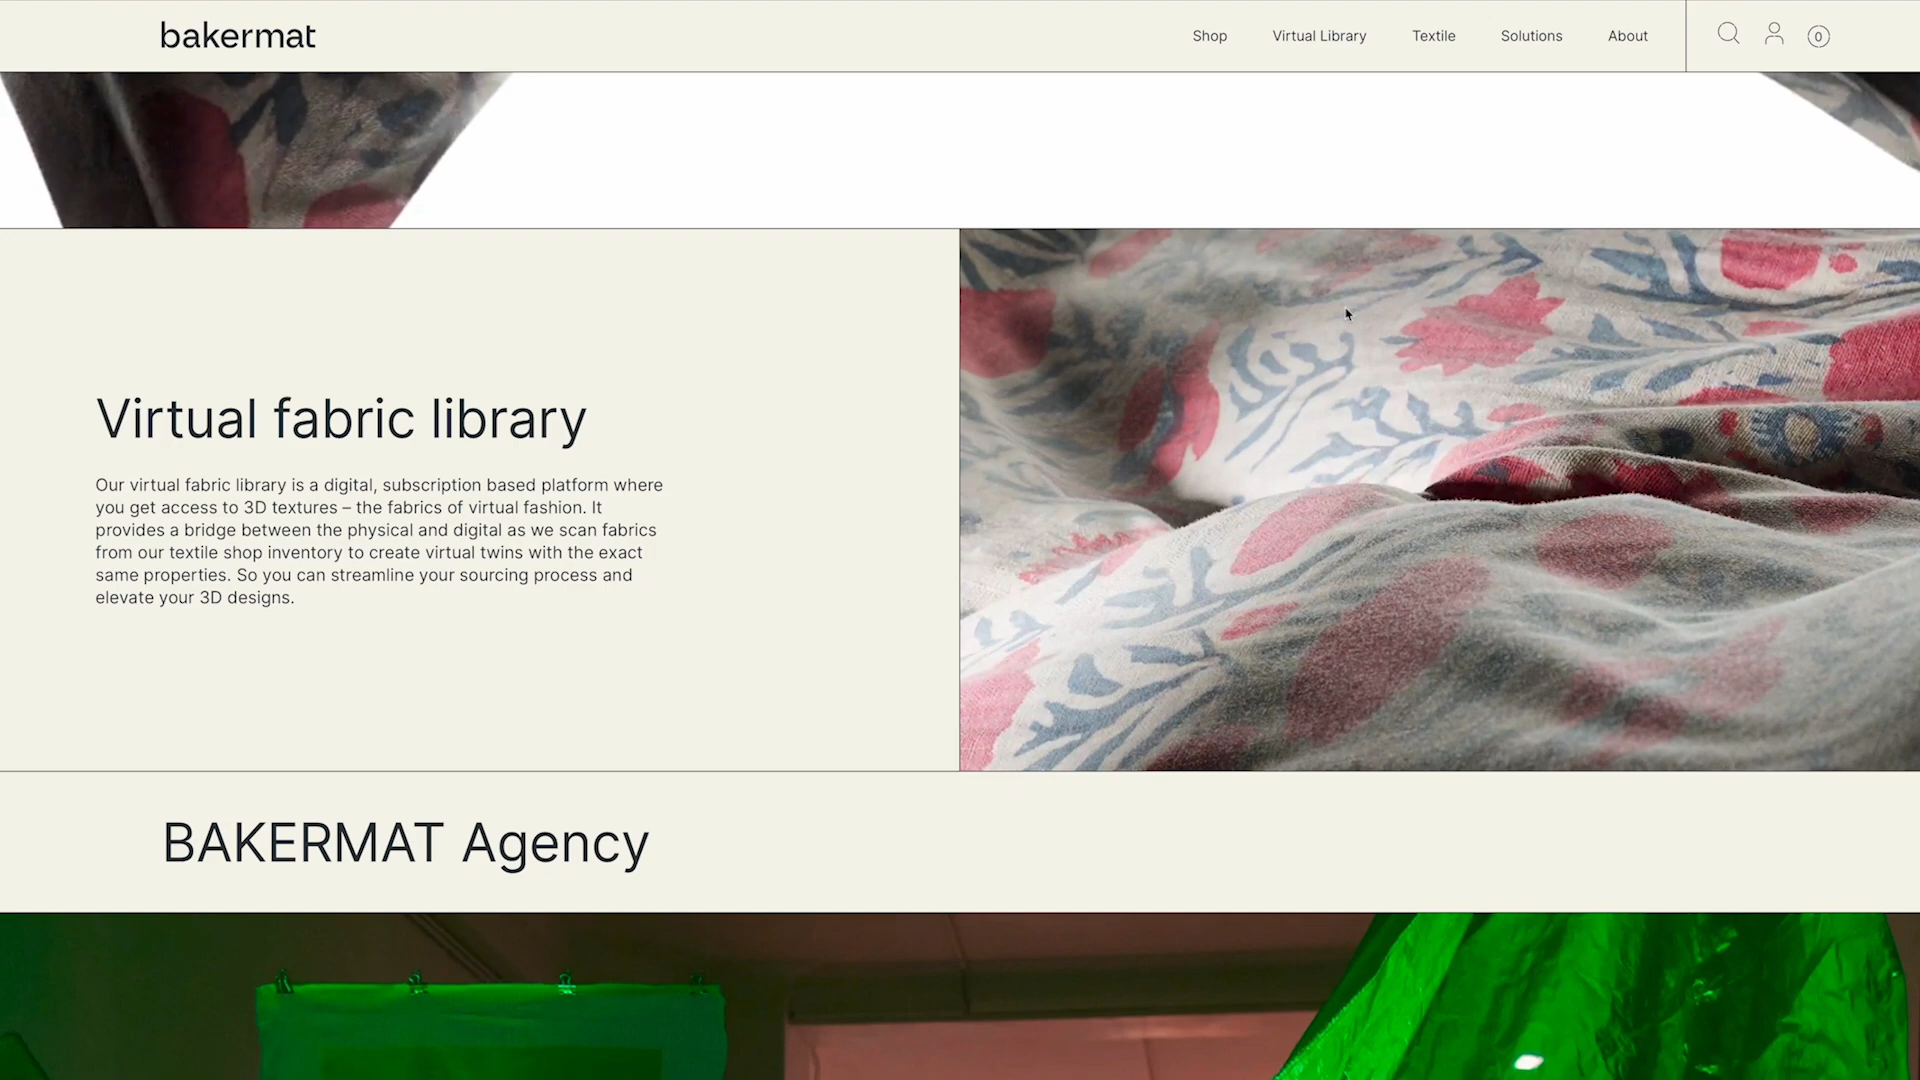 bakermat
Shop
Virtual Library
Textile
Solutions
About
0
Virtual fabric library
Our virtual fabric library is a digital, subscription based platform where
you get access to 3D textures – the fabrics of virtual fashion. It
provides a bridge between the physical and digital as we scan fabrics
from our textile shop inventory to create virtual twins with the exact
same properties. So you can streamline your sourcing process and
elevate your 3D designs.
BAKERMAT Agency